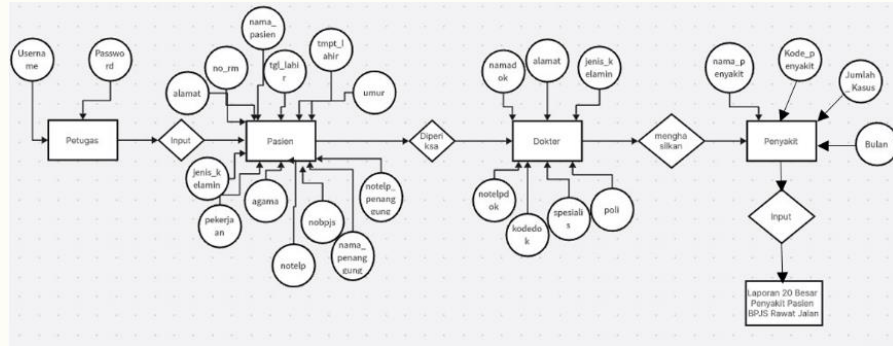 Userna
me
Passwo
rd
Petugas
Input
alamat
no_rm
nama_
pasien
tgl_lahi
r
tmpt_l
ahir
umur
Pasien
jenis_k
elamin
pekerja
an
agama
notelp
nobpjs
nama_
penang
gung
notelp_
penang
gung
Diperi
ksa
namad
ok
alamat
jenis_k
elamin
Dokter
notelpd
ok
kodedo
k
spesiali
s
poli
mengha
silkan
nama_p
enyakit
Kode_p
enyakit
Jumlah
_Kasus
Penyakit
Bulan
Input
Laporan 20 Besar
Penyakit Pasien
BPJS Rawat Jalan